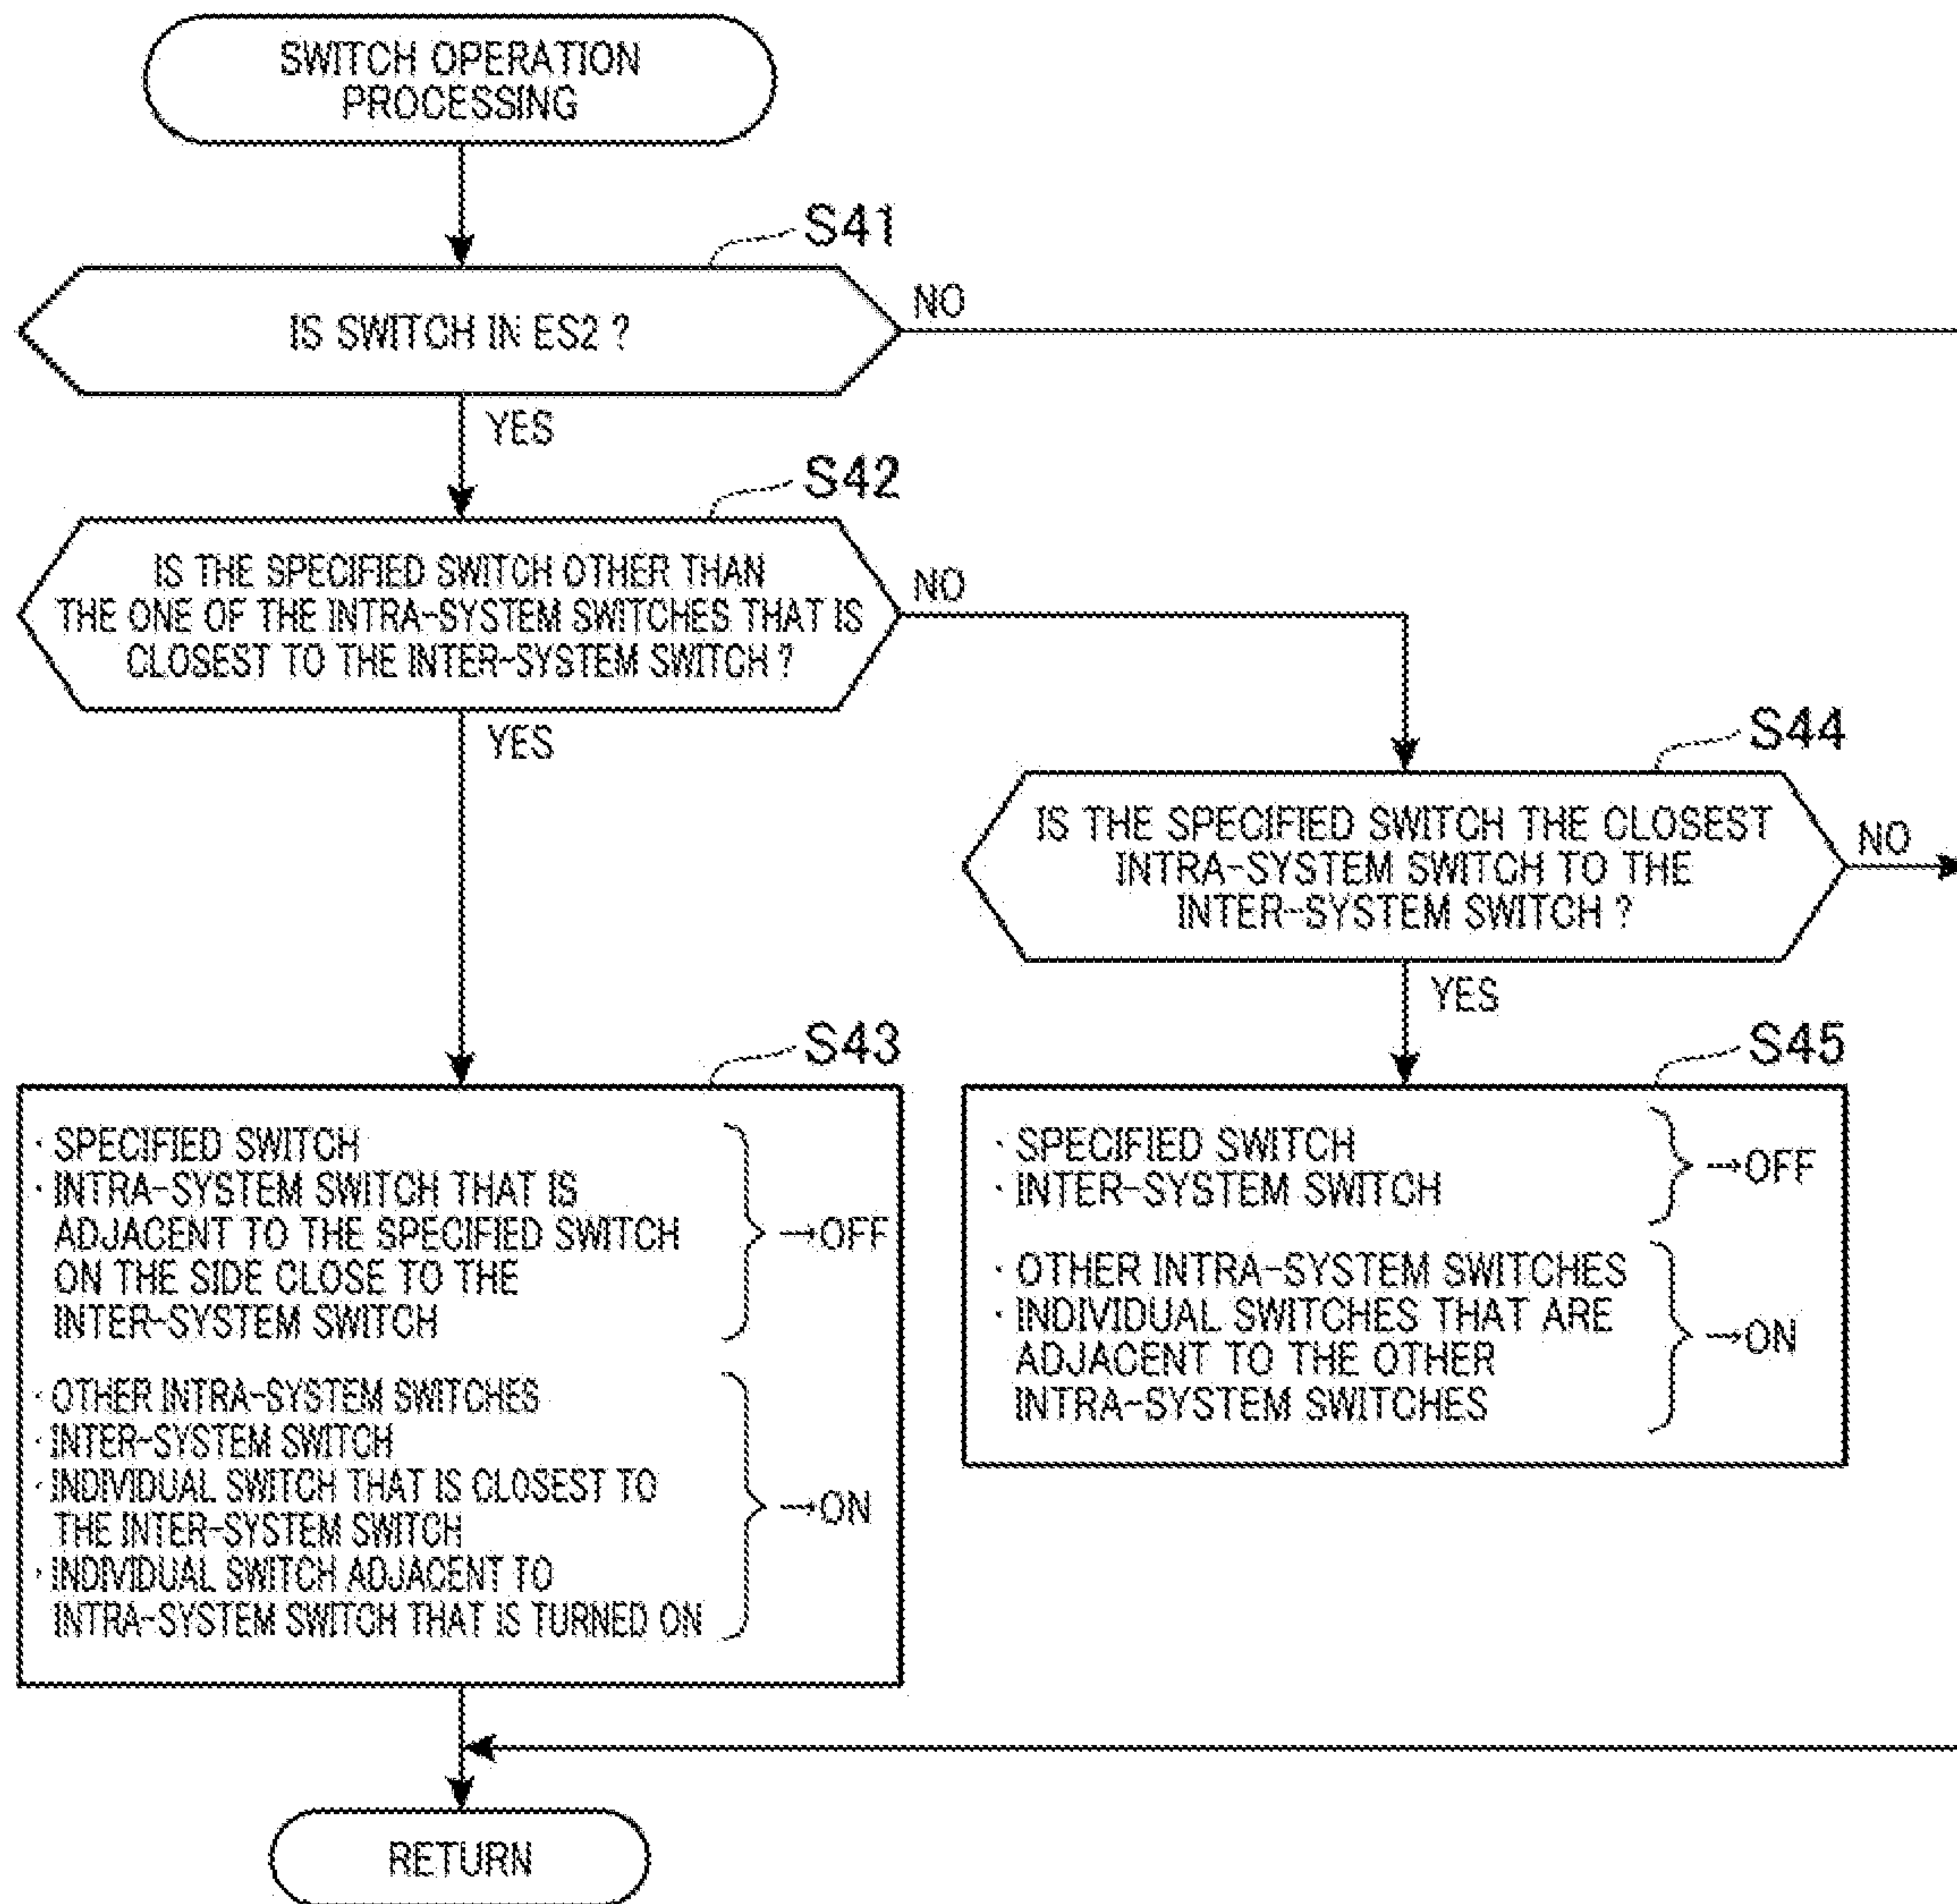 SWITCH OPERATION
PROCESSING
S41
IS SWITCH IN ES2 ?
NO
YES
S42
IS THE SPECIFIED SWITCH OTHER THAN
THE ONE OF THE INTRA-SYSTEM SWITCHES THAT IS
CLOSEST TO THE INTER-SYSTEM SWITCH ?
NO
YES
S44
IS THE SPECIFIED SWITCH THE CLOSEST
INTRA-SYSTEM SWITCH TO THE
INTER-SYSTEM SWITCH ?
NO
YES
S43
· SPECIFIED SWITCH
· INTRA-SYSTEM SWITCH THAT IS
ADJACENT TO THE SPECIFIED SWITCH
ON THE SIDE CLOSE TO THE
INTER-SYSTEM SWITCH
→OFF
· OTHER INTRA-SYSTEM SWITCHES
· INTER-SYSTEM SWITCH
· INDIVIDUAL SWITCH THAT IS CLOSEST TO
THE INTER-SYSTEM SWITCH
· INDIVIDUAL SWITCH ADJACENT TO
INTRA-SYSTEM SWITCH THAT IS TURNED ON
→ON
S45
· SPECIFIED SWITCH
· INTER-SYSTEM SWITCH
→OFF
· OTHER INTRA-SYSTEM SWITCHES
· INDIVIDUAL SWITCHES THAT ARE
ADJACENT TO THE OTHER
INTRA-SYSTEM SWITCHES
→ON
RETURN